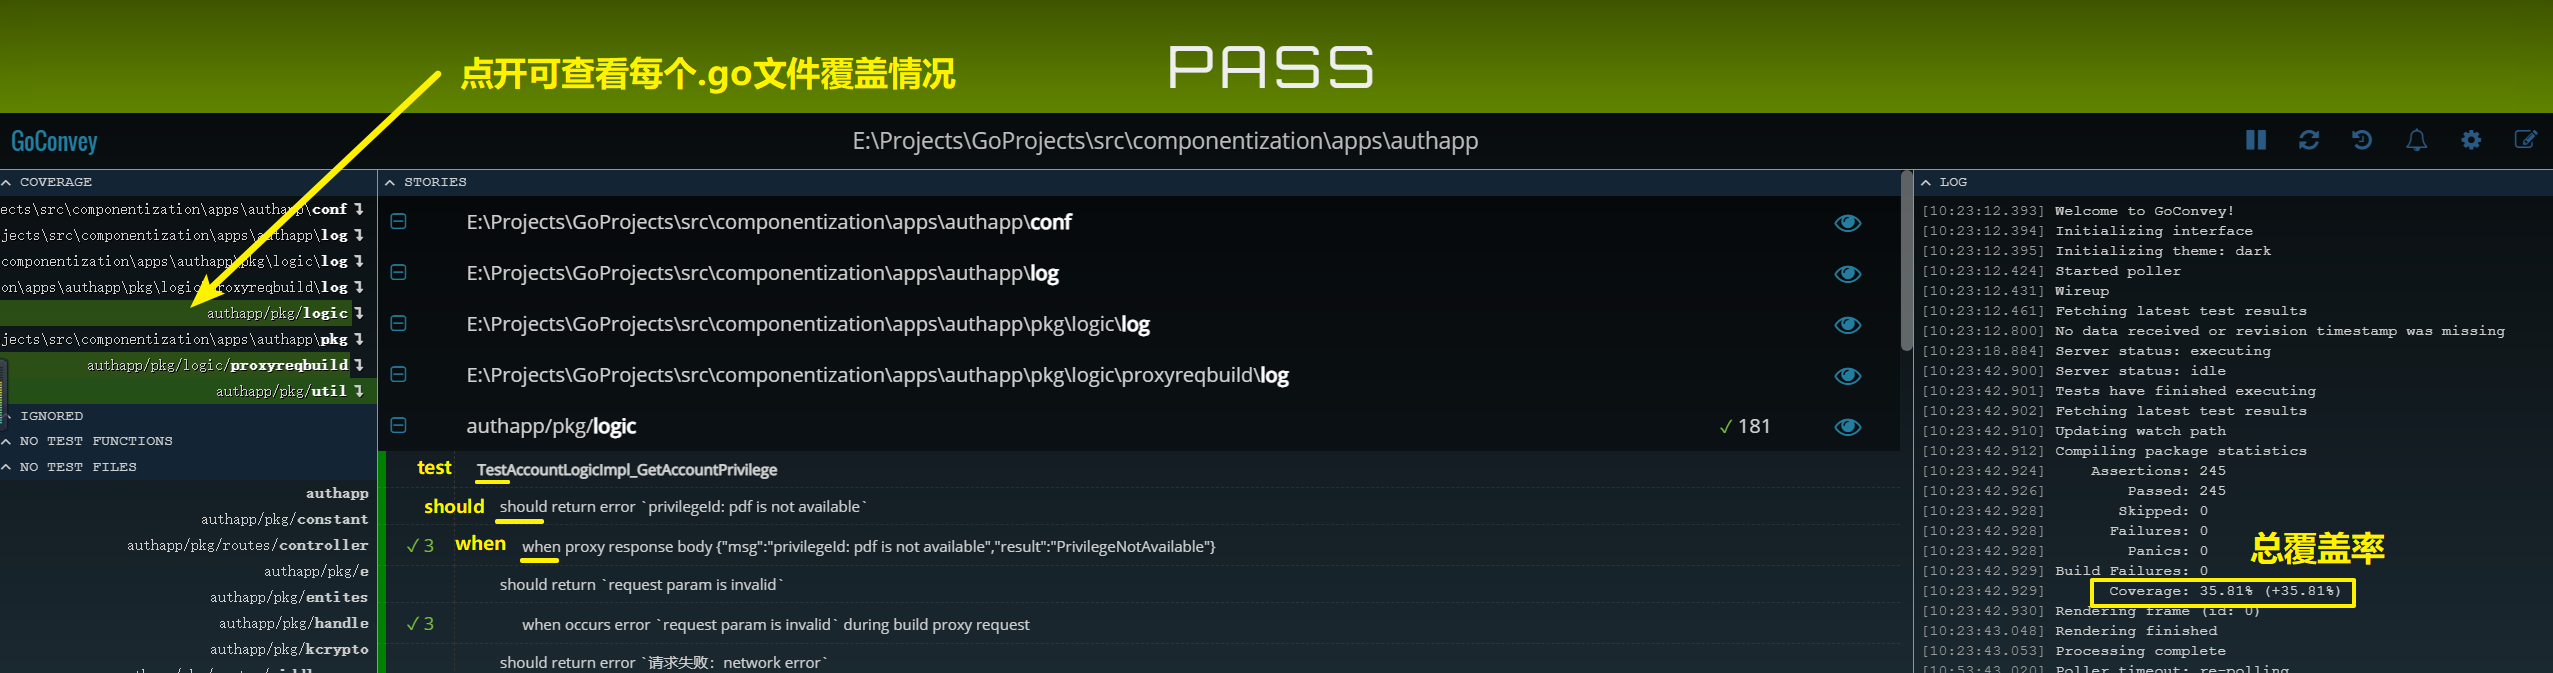 点开可查看每个.go文件覆盖情况
PASS
GoConvey
E:\Projects\GoProjects\src\componentization\apps\authapp
COVERAGE
ects\src\componentization\apps\authapp\conf
jects\src\componentization\apps\authapp\log
componentization\apps\authapp\pkg\logic\log
on\apps\authapp\pkg\logic\proxyreqbuild\log
authapp/pkg/logic
jects\src\componentization\apps\authapp\pkg
authapp/pkg/logic/proxyreqbuild
authapp/pkg/util
IGNORED
NO TEST FUNCTIONS
NO TEST FILES
authapp
authapp/pkg/constant
authapp/pkg/routes/controller
authapp/pkg/e
authapp/pkg/entites
authapp/pkg/handle
authapp/pkg/kcrypto
STORIES
E:\Projects\GoProjects\src\componentization\apps\authapp\conf
E:\Projects\GoProjects\src\componentization\apps\authapp\log
E:\Projects\GoProjects\src\componentization\apps\authapp\pkg\logic\log
E:\Projects\GoProjects\src\componentization\apps\authapp\pkg\logic\proxyreqbuild\log
authapp/pkg/logic ✓ 181
test TestAccountLogicImpl_GetAccountPrivilege
should should return error `privilegeId: pdf is not available`
✓ 3 when when proxy response body {"msg":"privilegeId: pdf is not available","result":"PrivilegeNotAvailable"}
should return `request param is invalid`
✓ 3 when occurs error `request param is invalid` during build proxy request
should return error `请求失败：network error`
LOG
[10:23:12.393] Welcome to GoConvey!
[10:23:12.394] Initializing interface
[10:23:12.395] Initializing theme: dark
[10:23:12.424] Started poller
[10:23:12.431] Wireup
[10:23:12.461] Fetching latest test results
[10:23:12.800] No data received or revision timestamp was missing
[10:23:18.884] Server status: executing
[10:23:42.900] Server status: idle
[10:23:42.901] Tests have finished executing
[10:23:42.902] Fetching latest test results
[10:23:42.910] Updating watch path
[10:23:42.912] Compiling package statistics
[10:23:42.924] Assertions: 245
[10:23:42.926] Passed: 245
[10:23:42.928] Skipped: 0
[10:23:42.928] Failures: 0
[10:23:42.928] Panics: 0
[10:23:42.929] Build Failures: 0
总覆盖率
[10:23:42.929] Coverage: 35.81% (+35.81%)
[10:23:42.930] Rendering frame (id: 0)
[10:23:43.048] Rendering finished
[10:23:43.053] Processing complete
[10:53:43.020] Poller timeout; re-polling